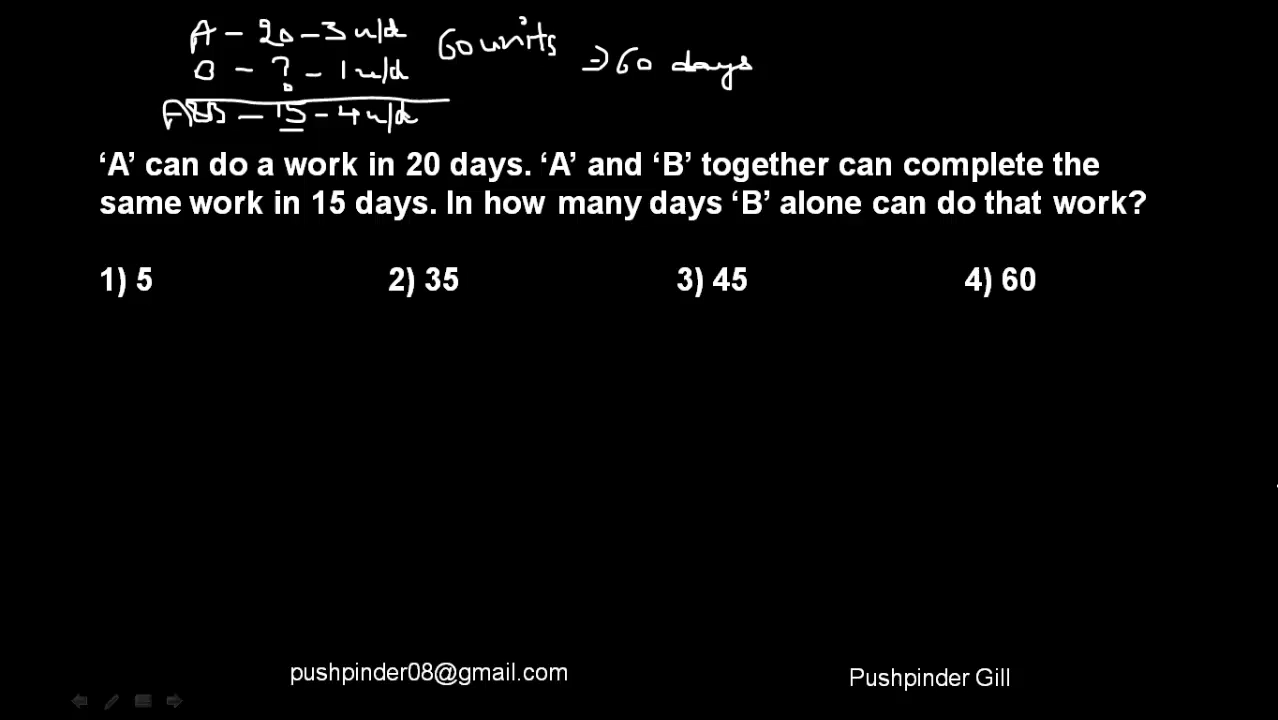 A - 20 - 3 u/d 60 units
B - ? - 1 u/d ⇒ 60 days
A&B - 15 - 4 u/d
‘A’ can do a work in 20 days. ‘A’ and ‘B’ together can complete the
same work in 15 days. In how many days ‘B’ alone can do that work?
1) 5 2) 35 3) 45 4) 60
pushpinder08@gmail.com Pushpinder Gill